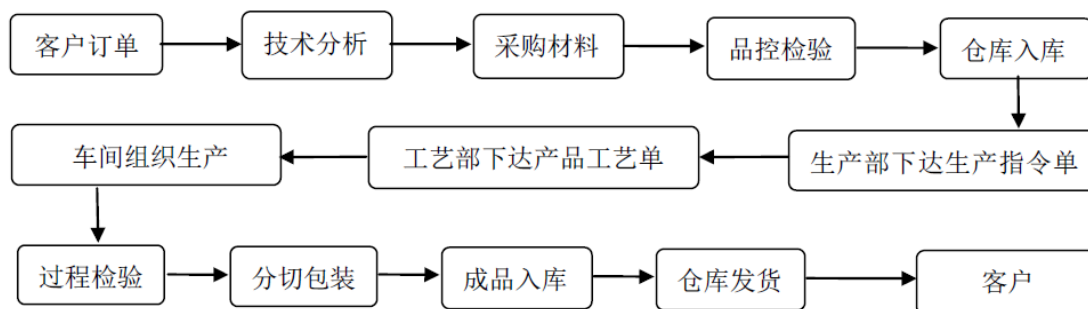 客户订单
技术分析
采购材料
品控检验
仓库入库
生产部下达生产指令单
工艺部下达产品工艺单
车间组织生产
过程检验
分切包装
成品入库
仓库发货
客户